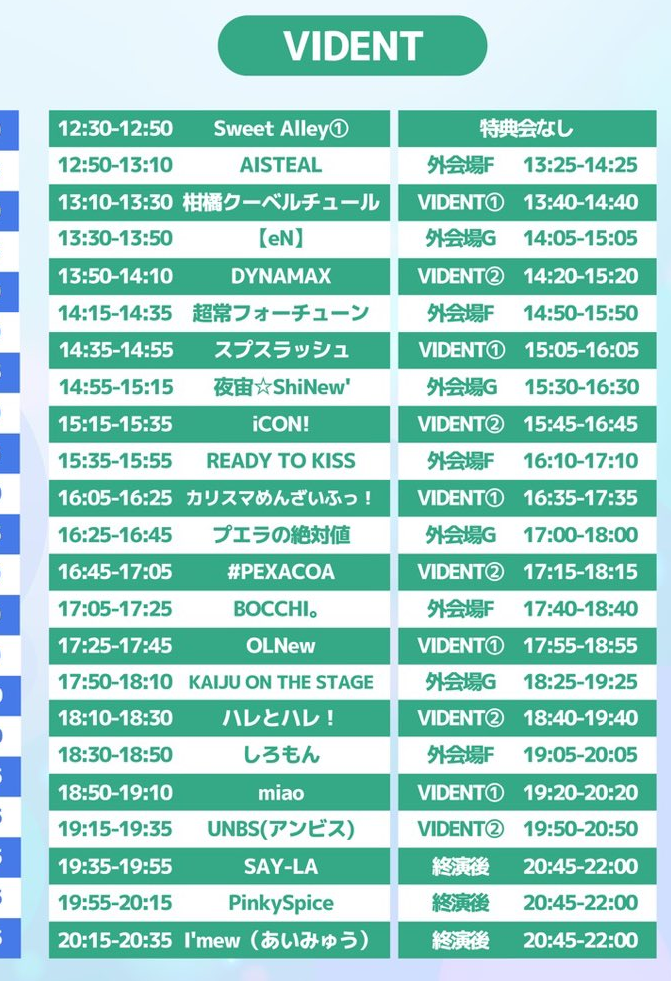 VIDENT
12:30-12:50 Sweet Alley① 特典会なし
12:50-13:10 AISTEAL 外会場F 13:25-14:25
13:10-13:30 柑橘クーベルチュール VIDENT① 13:40-14:40
13:30-13:50 【eN】 外会場G 14:05-15:05
13:50-14:10 DYNAMAX VIDENT② 14:20-15:20
14:15-14:35 超常フォーチューン 外会場F 14:50-15:50
14:35-14:55 スプスラッシュ VIDENT① 15:05-16:05
14:55-15:15 夜宙☆ShiNew' 外会場G 15:30-16:30
15:15-15:35 iCON! VIDENT② 15:45-16:45
15:35-15:55 READY TO KISS 外会場F 16:10-17:10
16:05-16:25 カリスマめんざいふっ！ VIDENT① 16:35-17:35
16:25-16:45 プエラの絶対値 外会場G 17:00-18:00
16:45-17:05 #PEXACOA VIDENT② 17:15-18:15
17:05-17:25 BOCCHI。 外会場F 17:40-18:40
17:25-17:45 OLNew VIDENT① 17:55-18:55
17:50-18:10 KAIJU ON THE STAGE 外会場G 18:25-19:25
18:10-18:30 ハレとハレ！ VIDENT② 18:40-19:40
18:30-18:50 しろもん 外会場F 19:05-20:05
18:50-19:10 miao VIDENT① 19:20-20:20
19:15-19:35 UNBS(アンビス) VIDENT② 19:50-20:50
19:35-19:55 SAY-LA 終演後 20:45-22:00
19:55-20:15 PinkySpice 終演後 20:45-22:00
20:15-20:35 I'mew（あいみゅう） 終演後 20:45-22:00